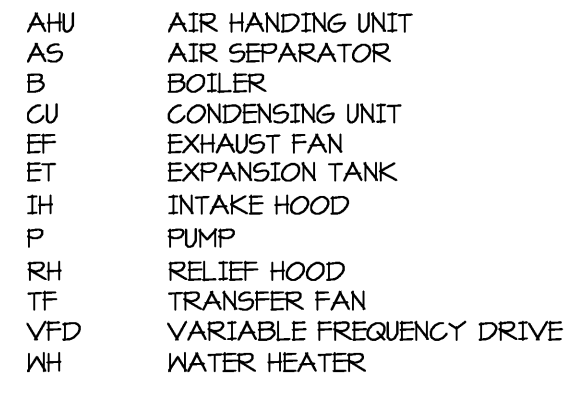 AHU AIR HANDING UNIT
AS AIR SEPARATOR
B BOILER
CU CONDENSING UNIT
EF EXHAUST FAN
ET EXPANSION TANK
IH INTAKE HOOD
P PUMP
RH RELIEF HOOD
TF TRANSFER FAN
VFD VARIABLE FREQUENCY DRIVE
WH WATER HEATER